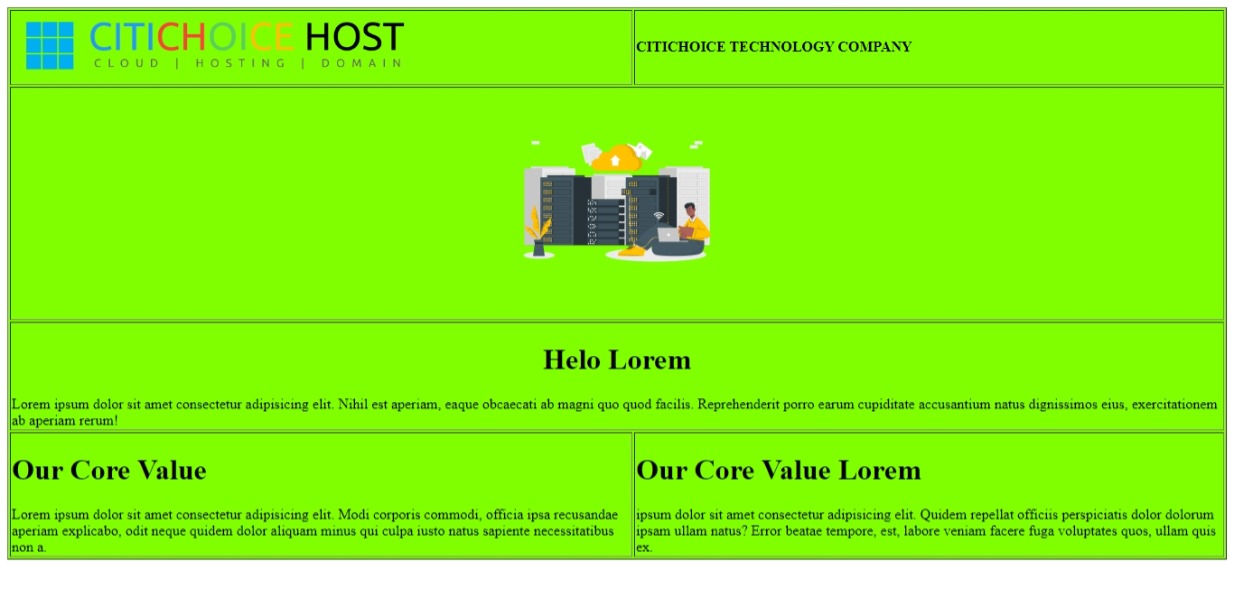 CITICHOICE HOST
CLOUD | HOSTING | DOMAIN
CITICHOICE TECHNOLOGY COMPANY
Helo Lorem
Lorem ipsum dolor sit amet consectetur adipisicing elit. Nihil est aperiam, eaque obcaecati ab magni quo quod facilis. Reprehenderit porro earum cupiditate accusantium natus dignissimos eius, exercitationem
ab aperiam rerum!
Our Core Value
Lorem ipsum dolor sit amet consectetur adipisicing elit. Modi corporis commodi, officia ipsa recusandae
aperiam explicabo, odit neque quidem dolor aliquam minus qui culpa iusto natus sapiente necessitatibus
non a.
Our Core Value Lorem
ipsum dolor sit amet consectetur adipisicing elit. Quidem repellat officiis perspiciatis dolor dolorum
ipsam ullam natus? Error beatae tempore, est, labore veniam facere fuga voluptates quos, ullam quis
ex.